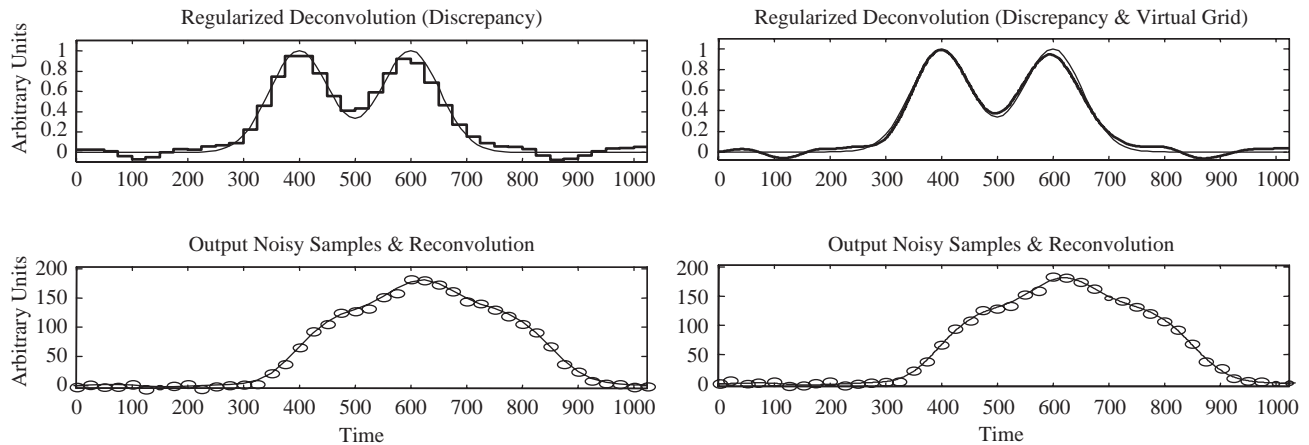 Regularized Deconvolution (Discrepancy)
Arbitrary Units
1
0.8
0.6
0.4
0.2
0
0 100 200 300 400 500 600 700 800 900 1000
Regularized Deconvolution (Discrepancy & Virtual Grid)
Arbitrary Units
1
0.8
0.6
0.4
0.2
0
0 100 200 300 400 500 600 700 800 900 1000
Output Noisy Samples & Reconvolution
Arbitrary Units
200
150
100
50
0
0 100 200 300 400 500 600 700 800 900 1000
Time
Output Noisy Samples & Reconvolution
Arbitrary Units
200
150
100
50
0
0 100 200 300 400 500 600 700 800 900 1000
Time